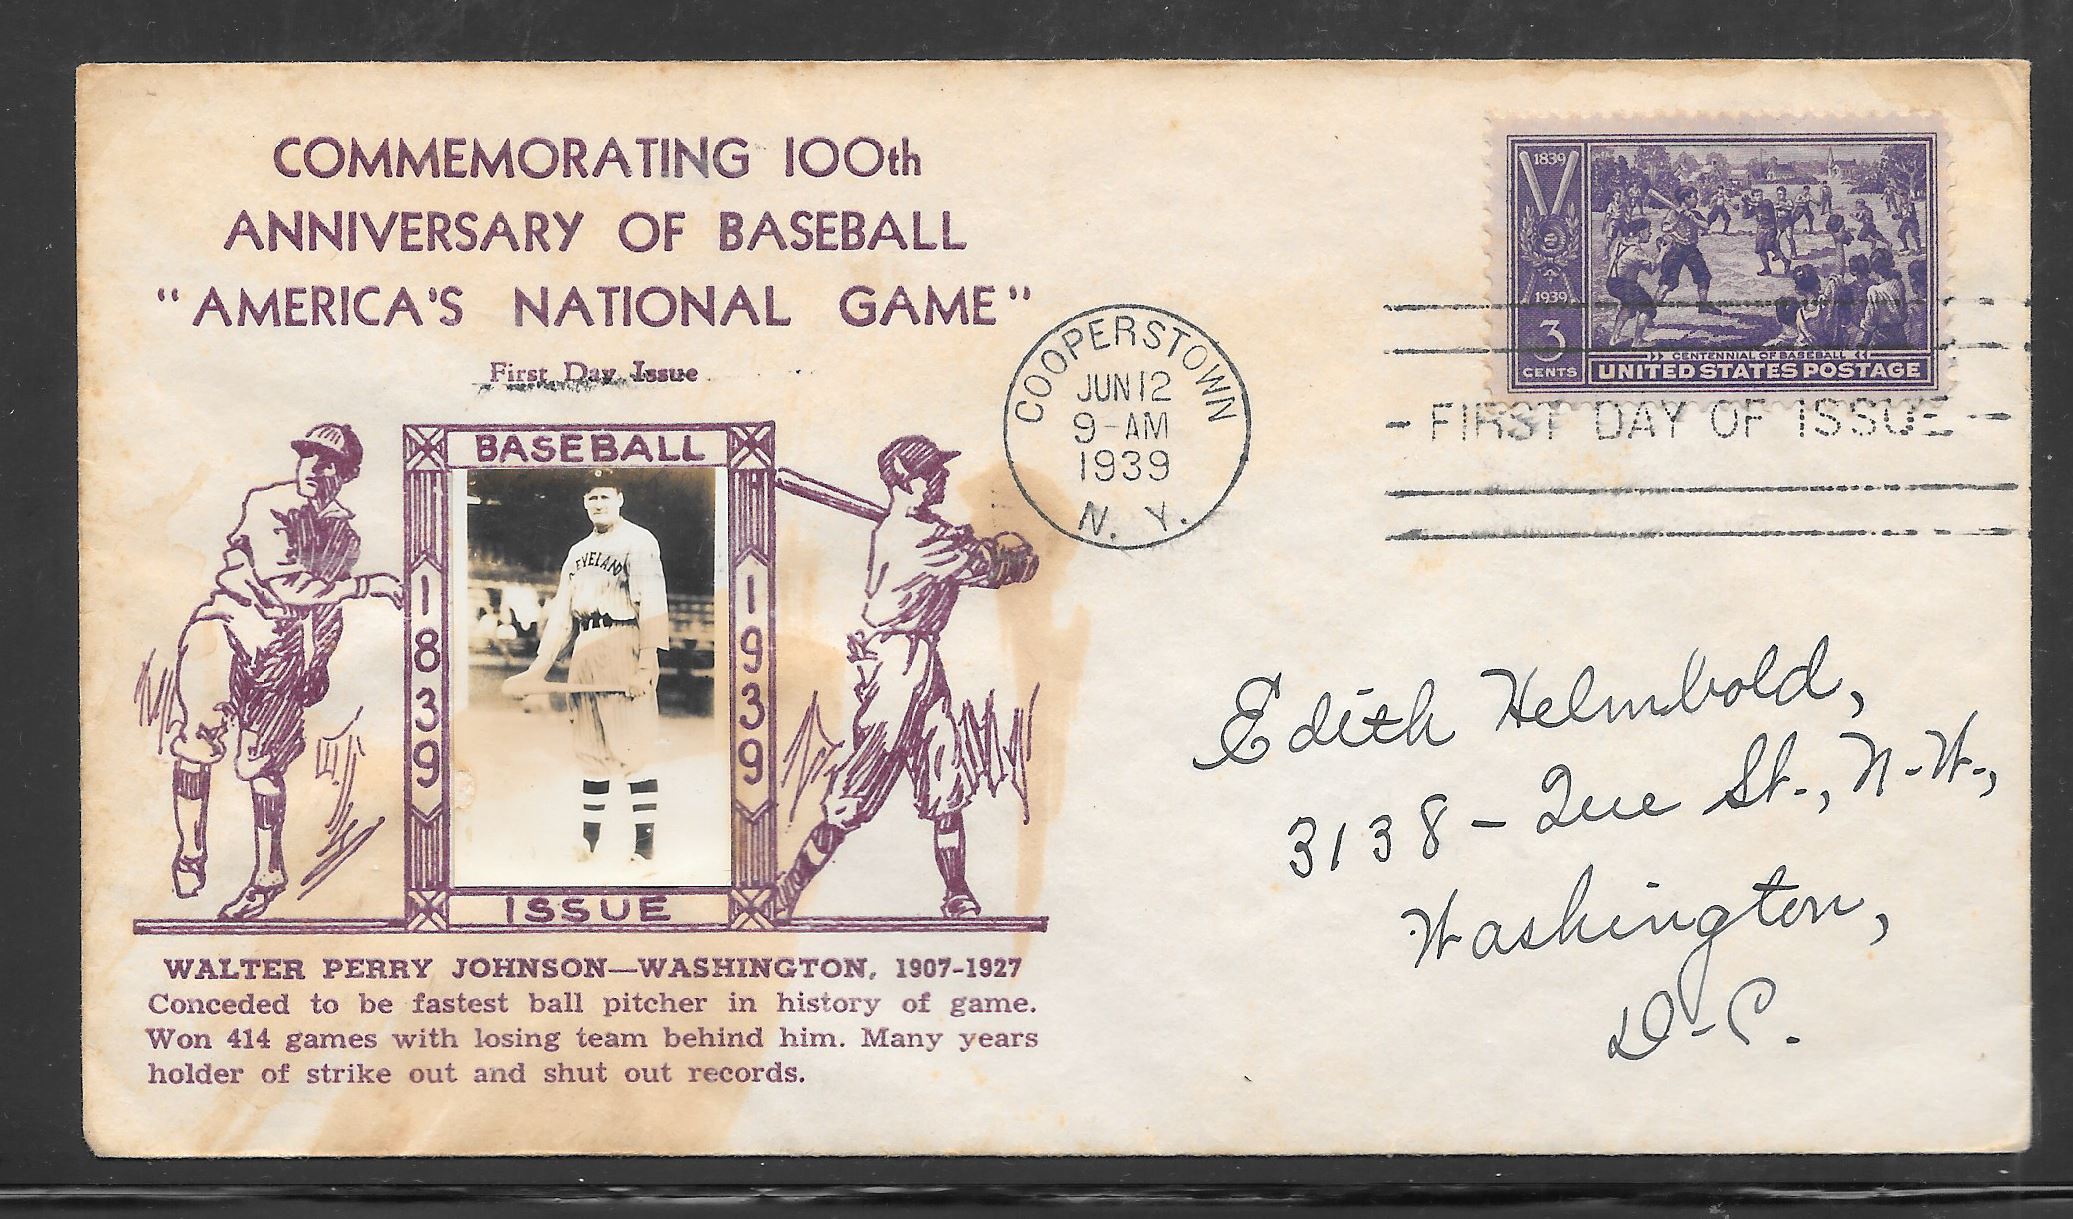 COMMEMORATING 100th
ANNIVERSARY OF BASEBALL
"AMERICA'S NATIONAL GAME"
First Day Issue
BASEBALL
1839
1939
CLEVELAND
ISSUE
WALTER PERRY JOHNSON—WASHINGTON, 1907-1927
Conceded to be fastest ball pitcher in history of game.
Won 414 games with losing team behind him. Many years
holder of strike out and shut out records.
COOPERSTOWN
JUN 12
9-AM
1939
N. Y.
1839
1939
3
CENTS
CENTENNIAL OF BASEBALL
UNITED STATES POSTAGE
- FIRST DAY OF ISSUE -
Edith Helmbold,
3138 - Que St., N.W.,
Washington,
D.C.